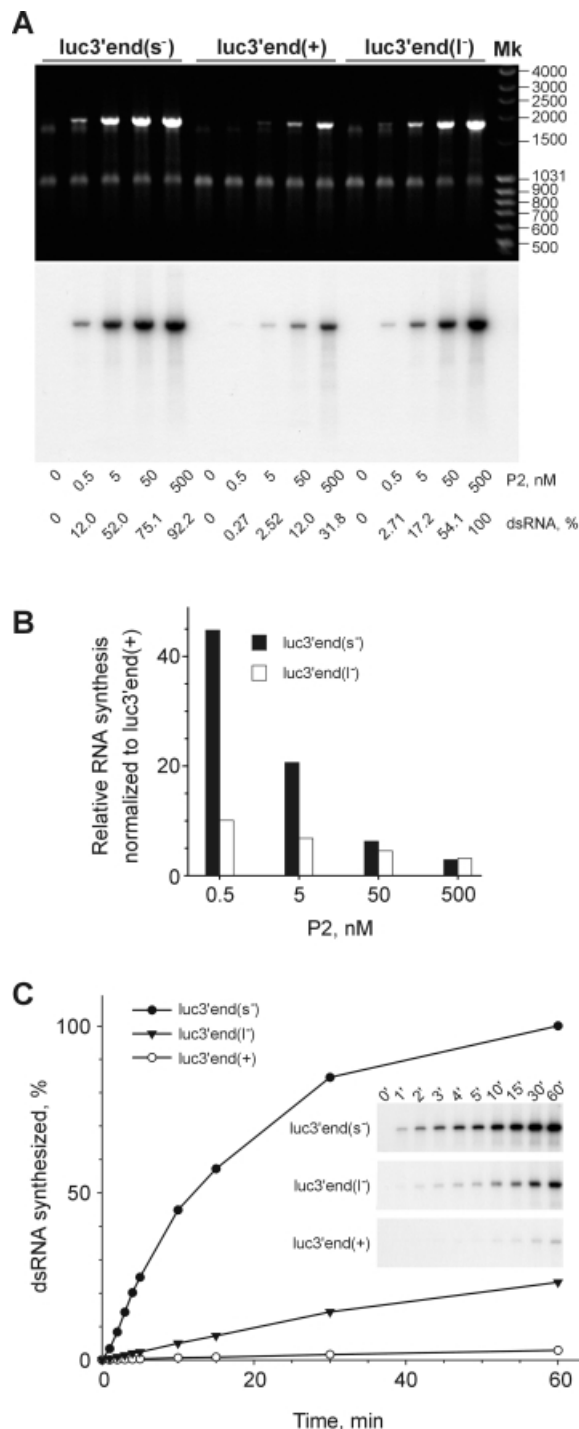 A
luc3'end(s⁻) luc3'end(+) luc3'end(l⁻) Mk
4000
3000
2500
2000
1500
1031
900
800
700
600
500
0 0.5 5 50 500 0 0.5 5 50 500 0 0.5 5 50 500 P2, nM
0 12.0 52.0 75.1 92.2 0 0.27 2.52 12.0 31.8 0 2.71 17.2 54.1 100 dsRNA, %
B
Relative RNA synthesis
normalized to luc3'end(+)
40
20
0
luc3'end(s⁻)
luc3'end(l⁻)
0.5 5 50 500
P2, nM
C
luc3'end(s⁻)
luc3'end(l⁻)
luc3'end(+)
dsRNA synthesized, %
100
50
0
0' 1' 2' 3' 4' 5' 10' 15' 30' 60'
luc3'end(s⁻)
luc3'end(l⁻)
luc3'end(+)
0 20 40 60
Time, min